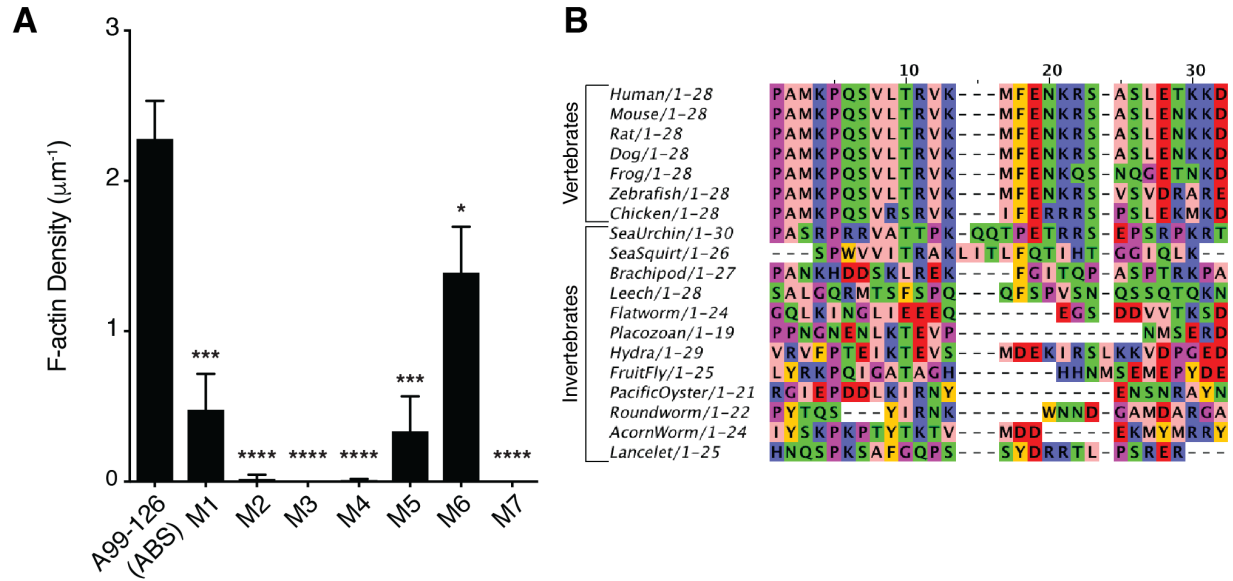 A
F-actin Density (µm⁻¹)
3
2
1
0
***
****
****
****
***
*
****
A99-126
(ABS)
M1
M2
M3
M4
M5
M6
M7
B
10 20 30
Vertebrates
Human/1-28 PAMKPQSVLTRVK---MFENKRS-ASLETKKD
Mouse/1-28 PAMKPQSVLTRVK---MFENKRS-ASLENKKD
Rat/1-28 PAMKPQSVLTRVK---MFENKRS-ASLENKKD
Dog/1-28 PAMKPQSVLTRVK---MFENKRS-ASLENKKD
Frog/1-28 PAMKPQSVLTRVK---MFENKQS-NQGETNKD
Zebrafish/1-28 PAMKPQSVLTRVK---MFENKRS-VSVDRARE
Chicken/1-28 PAMKPQSVRSRVK---IFERRRS-PSLEKMKD
Invertebrates
SeaUrchin/1-30 PASRPRRVATTPK-QQTPETRRS-EPSRPKRT
SeaSquirt/1-26 ---SPWVVITRAKLITLFQTIHT-GGIQLK--
Brachipod/1-27 PANKHDDSKLREK----FGITQP-ASPTRKPA
Leech/1-28 SALGQRMTSFSPQ---QFSPVSN-QSSQTQKN
Flatworm/1-24 GQLKINGLIEEEQ-------EGS-DDVVTKSD
Placozoan/1-19 PPNGNENLKTEVP-------------NMSERD
Hydra/1-29 VRVFPTEIKTEVS---MDEKIRSLKKVDPGED
FruitFly/1-25 LYRKPQIGATAGH-------HHNMSEMEPYDE
PacificOyster/1-21 RGIEPDDLKIRNY-----------ENSNRAYN
Roundworm/1-22 PYTQS---YIRNK------WNND-GAMDARGA
AcornWorm/1-24 IYSKPKPTYTKTV---MDD-----EKMYMRRY
Lancelet/1-25 HNQSPKSAFGQPS---SYDRRTL-PSRER---